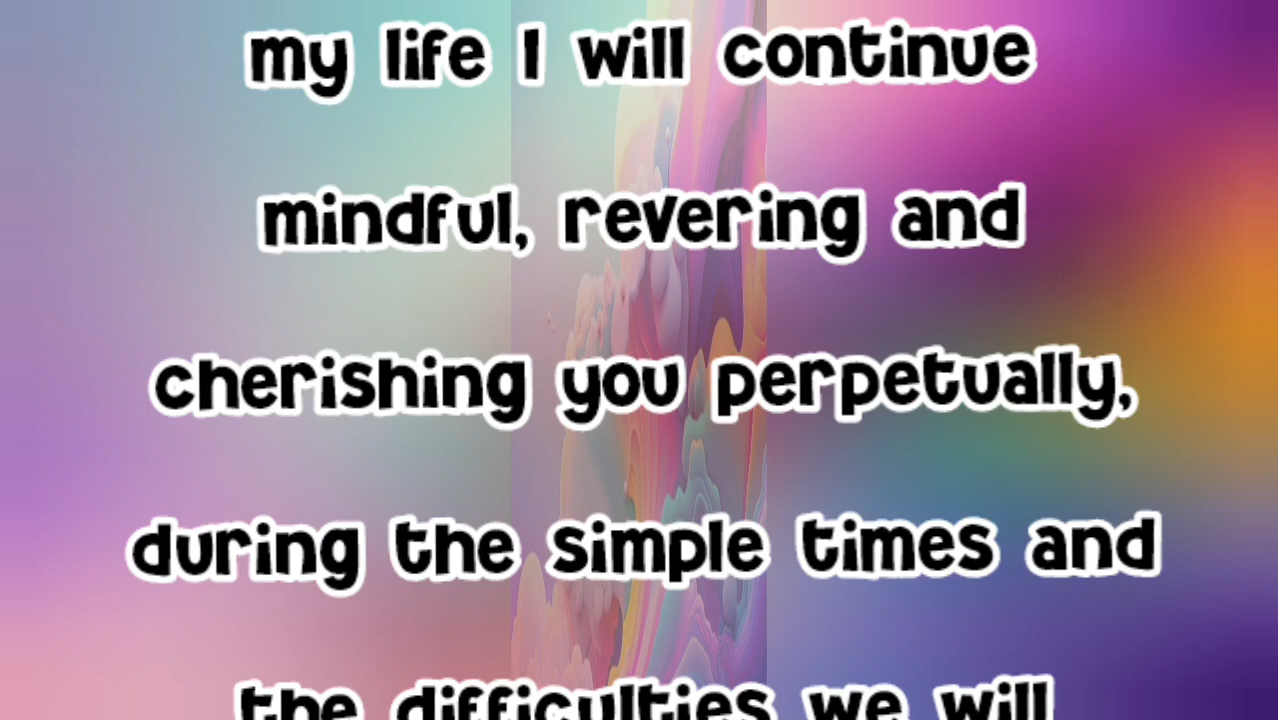 my life I will continue
mindful, revering and
cherishing you perpetually,
during the simple times and
the difficulties we will